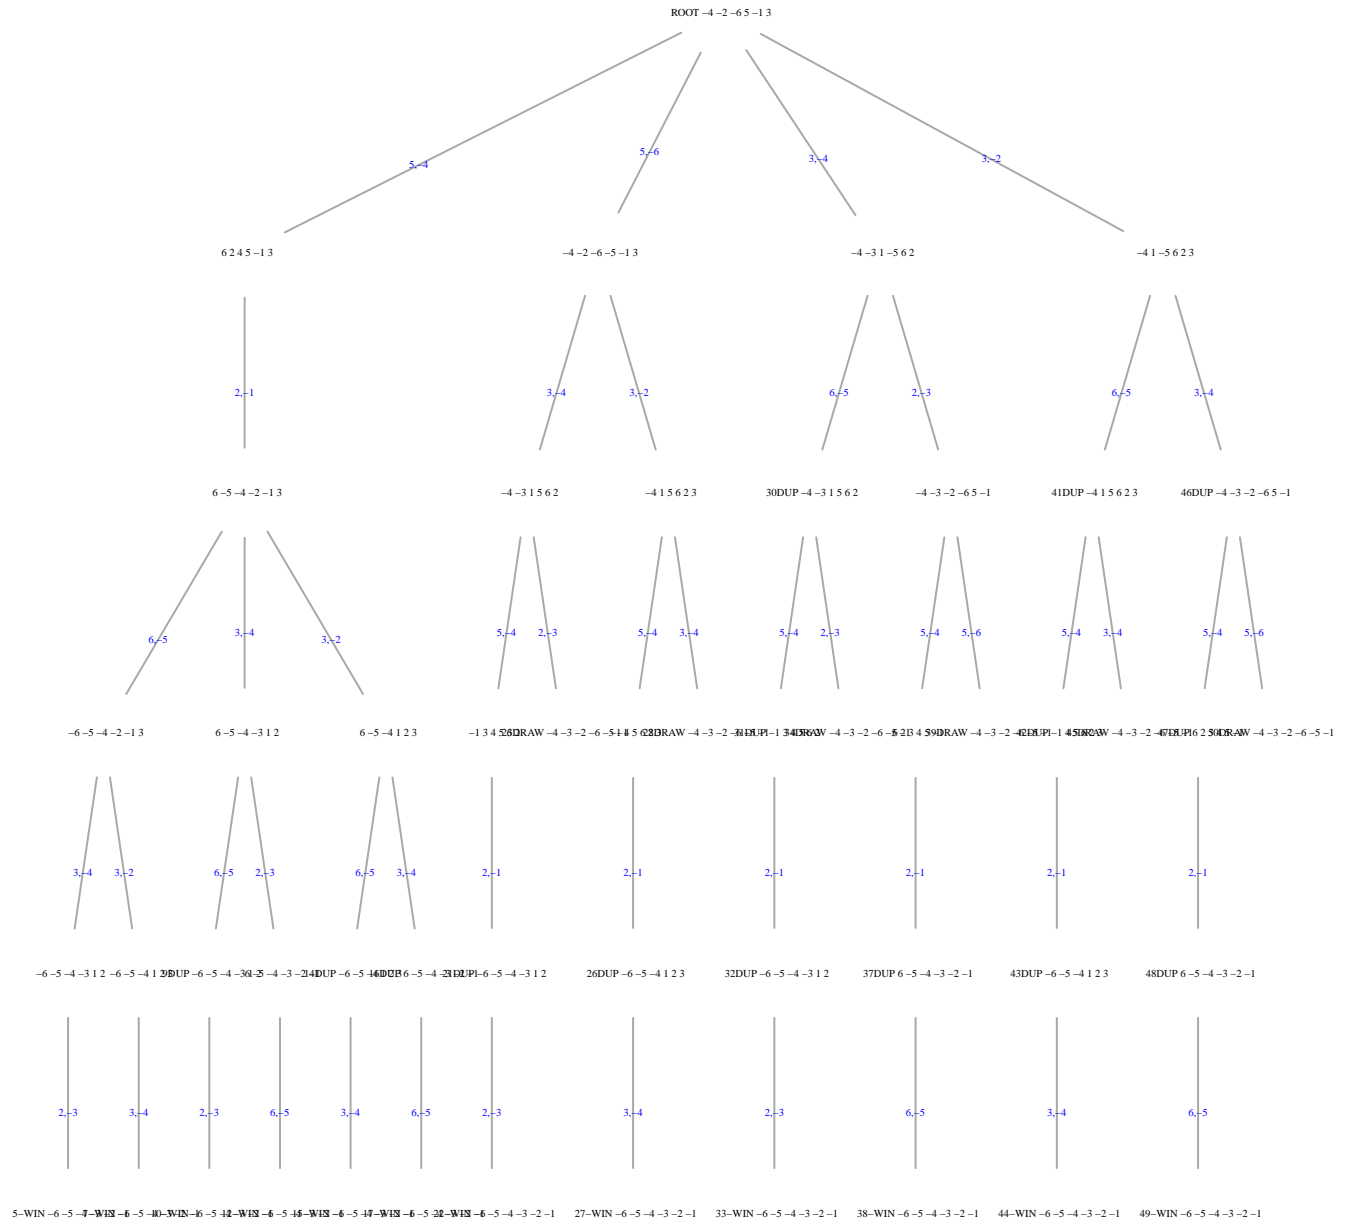 ROOT –4 –2 –6 5 –1 3
5,–4
5,–6
3,–4
3,–2
6 2 4 5 –1 3
–4 –2 –6 –5 –1 3
–4 –3 1 –5 6 2
–4 1 –5 6 2 3
2,–1
3,–4
3,–2
6,–5
2,–3
6,–5
3,–4
6 –5 –4 –2 –1 3
–4 –3 1 5 6 2
–4 1 5 6 2 3
30DUP –4 –3 1 5 6 2
–4 –3 –2 –6 5 –1
41DUP –4 1 5 6 2 3
46DUP –4 –3 –2 –6 5 –1
6,–5
3,–4
3,–2
5,–4
2,–3
5,–4
3,–4
5,–4
2,–3
5,–4
5,–6
5,–4
3,–4
5,–4
5,–6
–6 –5 –4 –2 –1 3
6 –5 –4 –3 1 2
6 –5 –4 1 2 3
3,–4
3,–2
6,–5
2,–3
6,–5
3,–4
2,–1
2,–1
2,–1
2,–1
2,–1
2,–1
–6 –5 –4 –3 1 2
26DUP –6 –5 –4 1 2 3
32DUP –6 –5 –4 –3 1 2
37DUP 6 –5 –4 –3 –2 –1
43DUP –6 –5 –4 1 2 3
48DUP 6 –5 –4 –3 –2 –1
2,–3
3,–4
2,–3
6,–5
3,–4
6,–5
2,–3
3,–4
2,–3
6,–5
3,–4
6,–5
27–WIN –6 –5 –4 –3 –2 –1
33–WIN –6 –5 –4 –3 –2 –1
38–WIN –6 –5 –4 –3 –2 –1
44–WIN –6 –5 –4 –3 –2 –1
49–WIN –6 –5 –4 –3 –2 –1